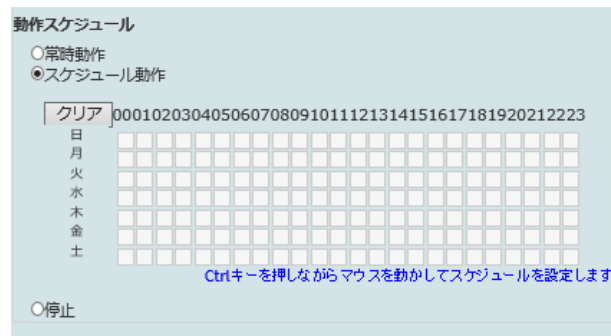 動作スケジュール
常時動作
スケジュール動作
クリア 000102030405060708091011121314151617181920212223
日
月
火
水
木
金
土
Ctrlキーを押しながらマウスを動かしてスケジュールを設定します
停止